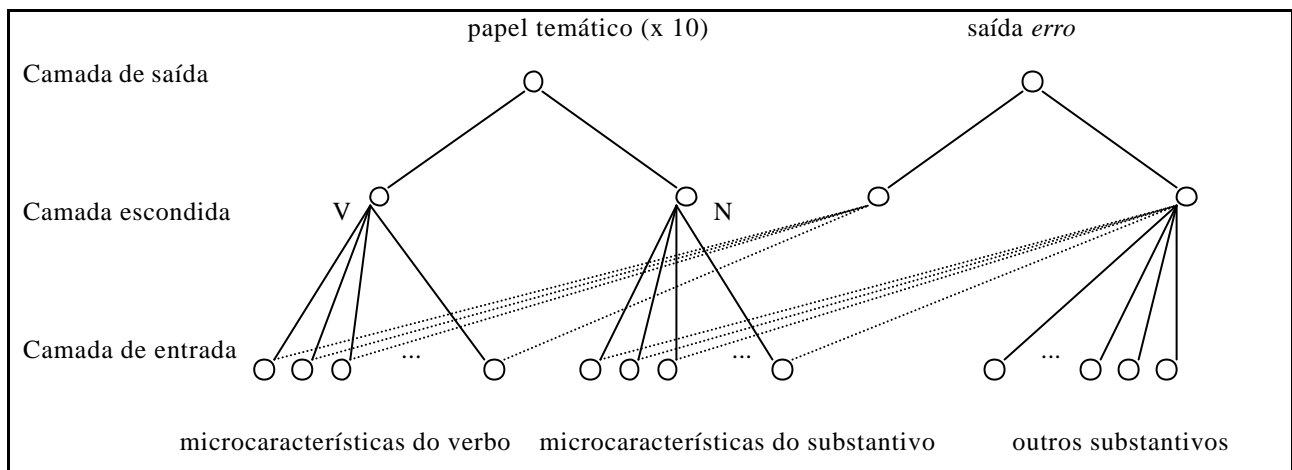 papel temático (x 10) saída erro
Camada de saída
Camada escondida V N
Camada de entrada ... ... ...
microcaracterísticas do verbo microcaracterísticas do substantivo outros substantivos